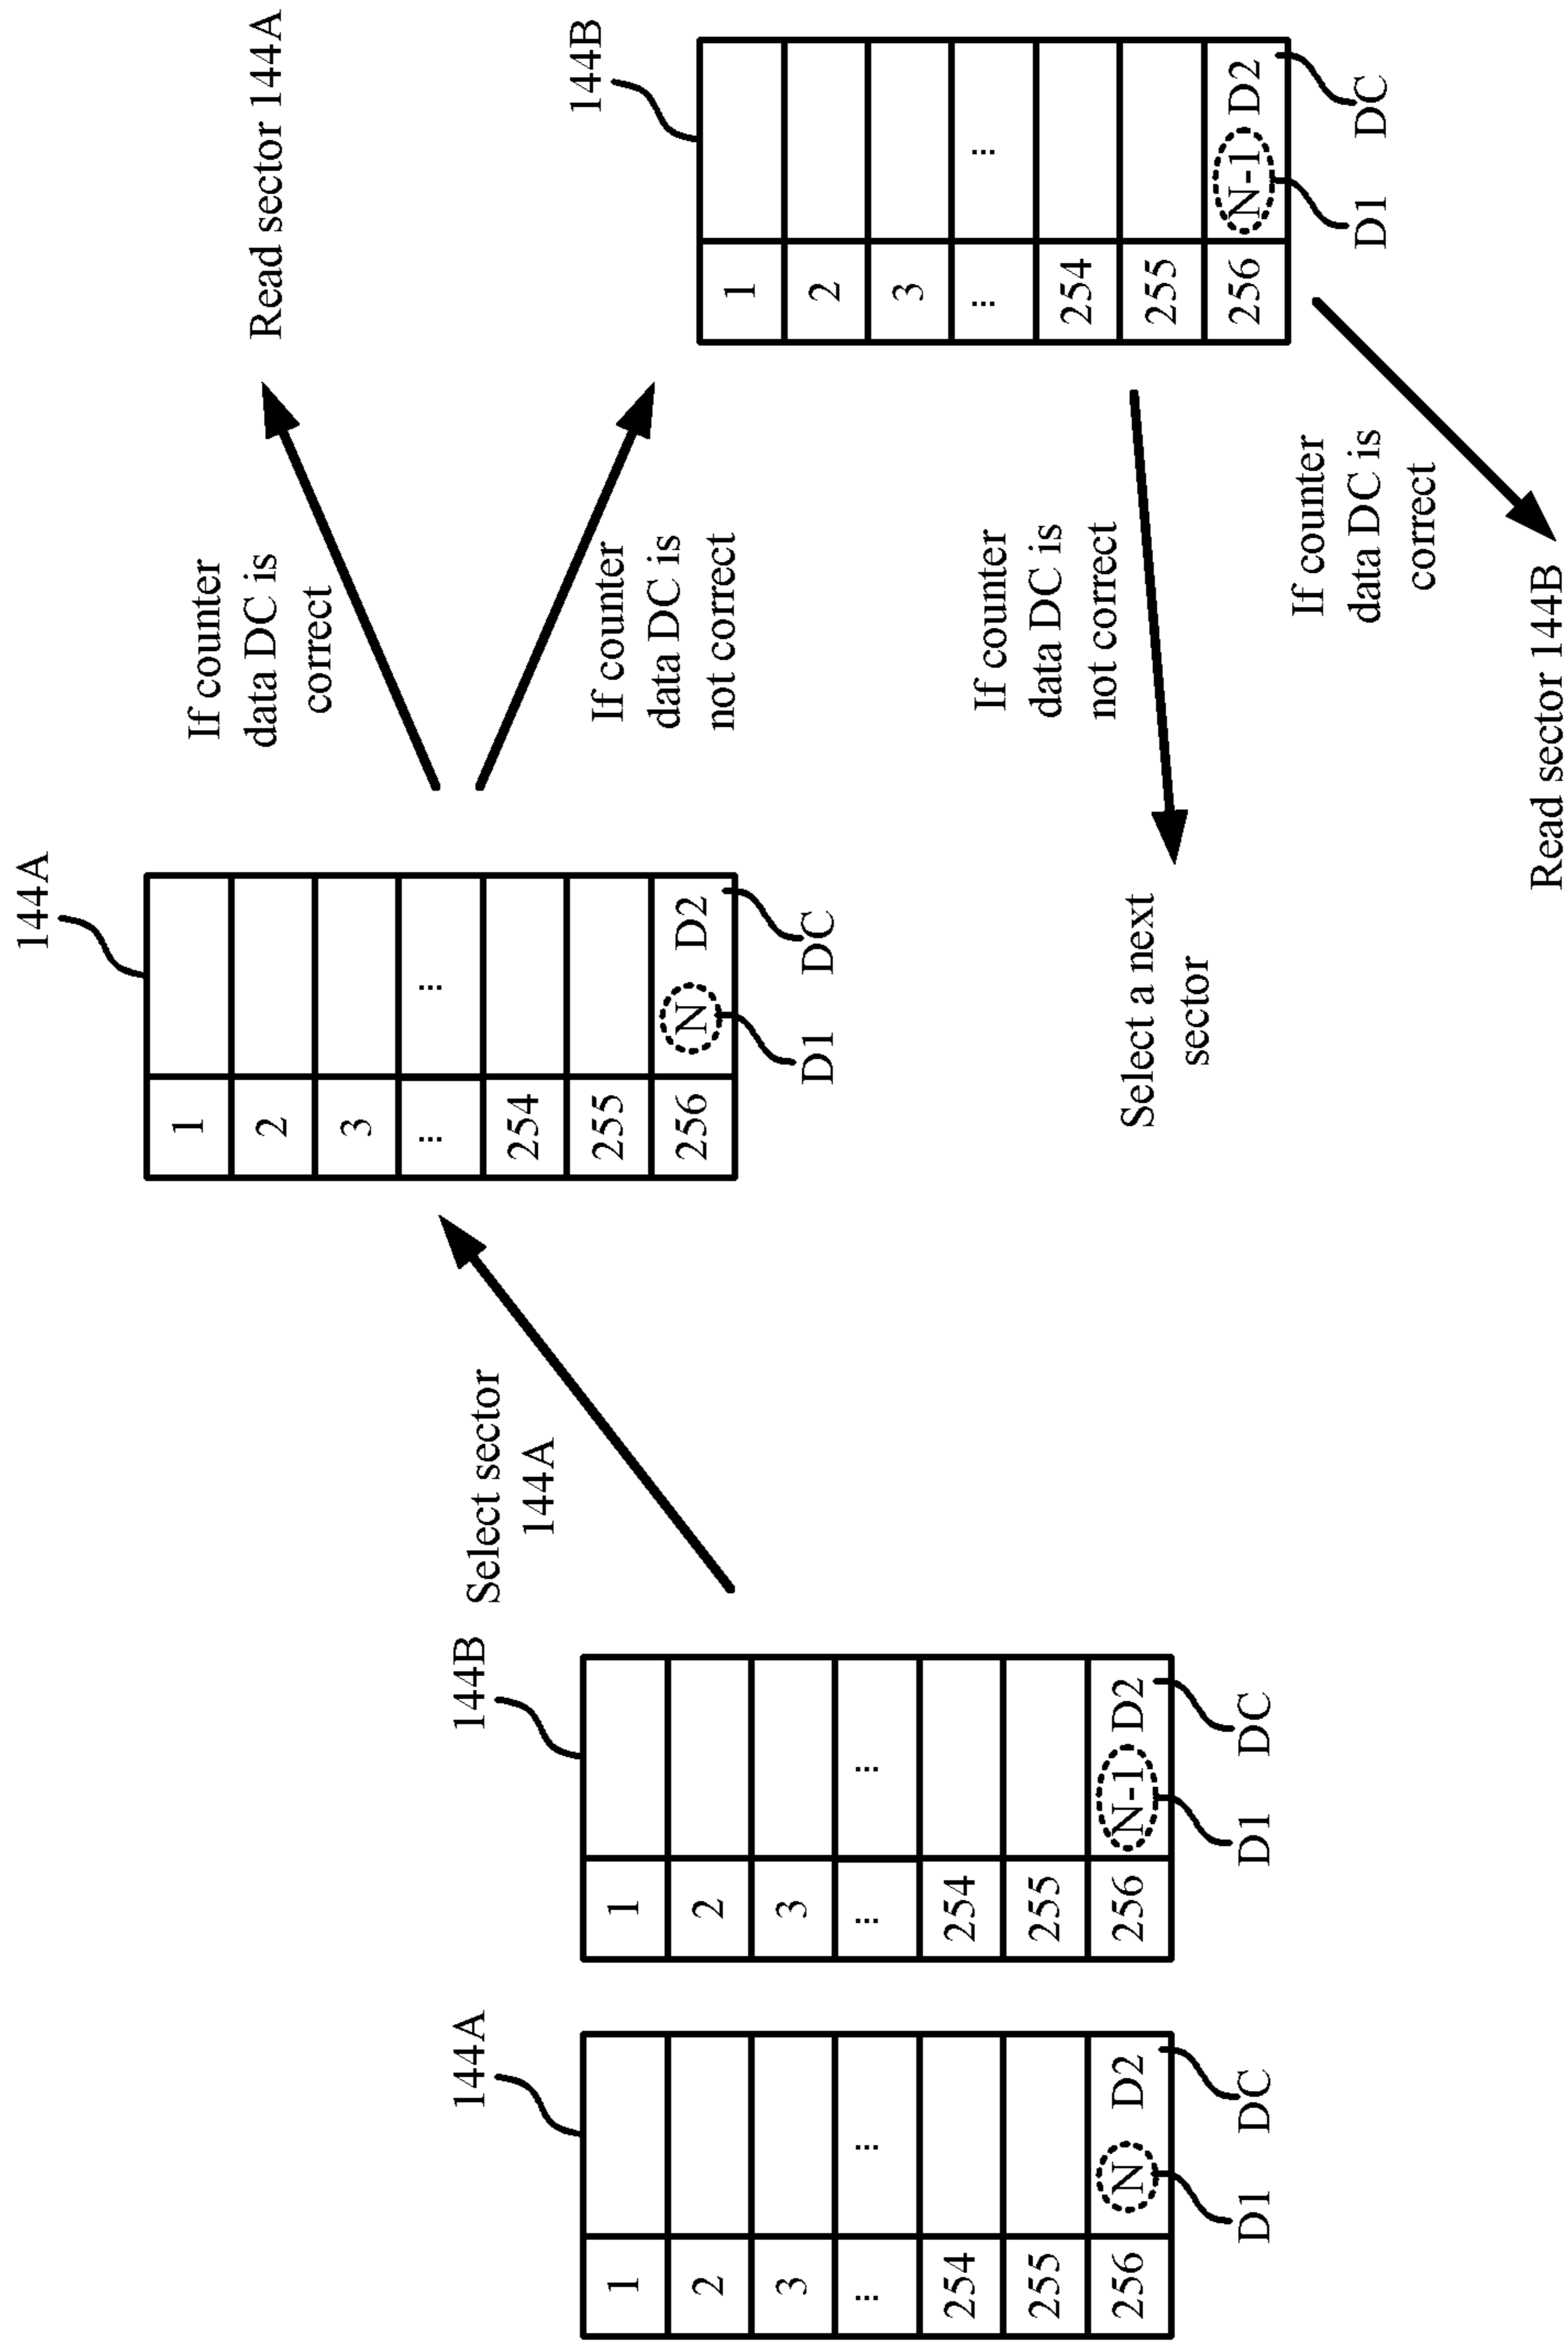 144A
1
2
3
... ...
254
255
256 N D2
D1 DC
144B
1
2
3
... ...
254
255
256 N-1 D2
D1 DC
Select sector
144A
144A
1
2
3
... ...
254
255
256 N D2
D1 DC
If counter
data DC is
correct
Read sector 144A
If counter
data DC is
not correct
144B
1
2
3
... ...
254
255
256 N-1 D2
D1 DC
If counter
data DC is
not correct
Select a next
sector
If counter
data DC is
correct
Read sector 144B